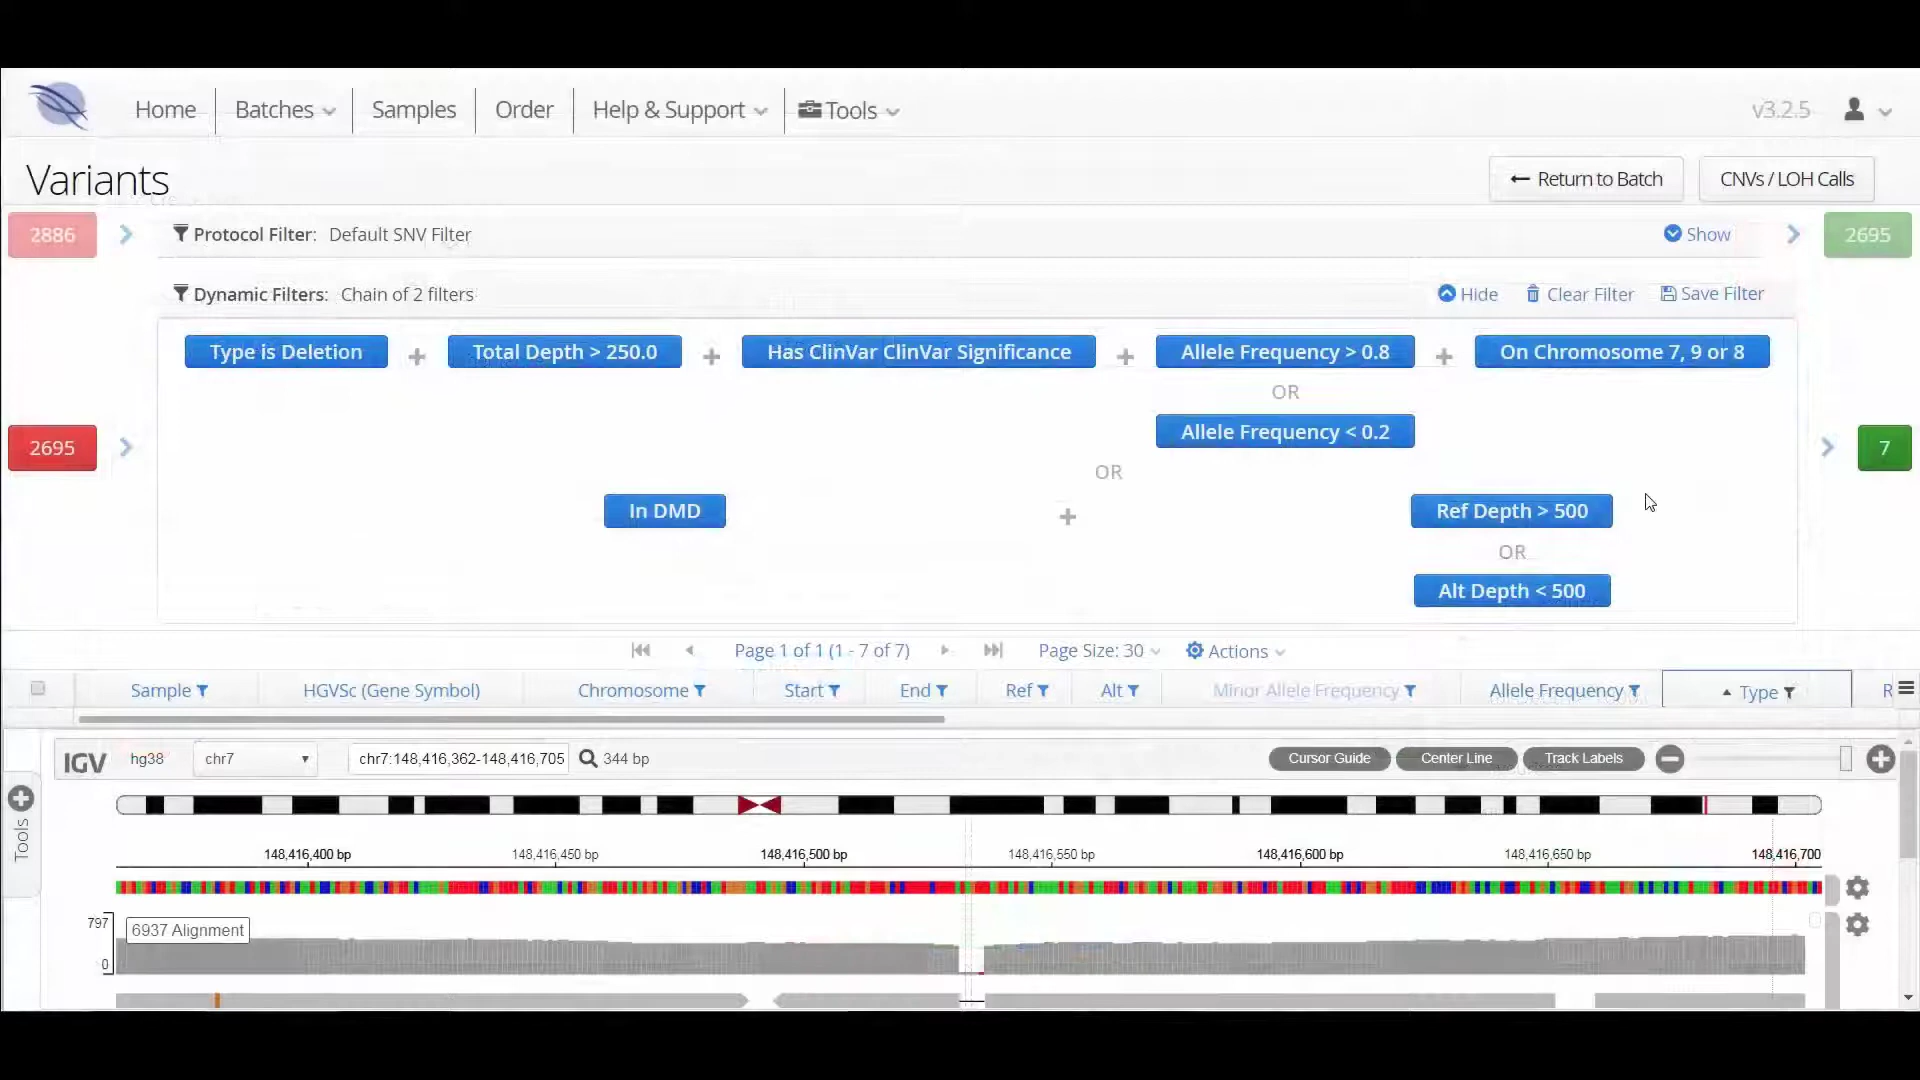 Home Batches Samples Order Help & Support Tools v3.2.5
Variants
Return to Batch CNVs / LOH Calls
2886 Protocol Filter: Default SNV Filter Show 2695
Dynamic Filters: Chain of 2 filters Hide Clear Filter Save Filter
Type is Deletion + Total Depth > 250.0 + Has ClinVar ClinVar Significance + Allele Frequency > 0.8 + On Chromosome 7, 9 or 8
OR
Allele Frequency < 0.2
2695 7
OR
In DMD + Ref Depth > 500
OR
Alt Depth < 500
Page 1 of 1 (1 - 7 of 7) Page Size: 30 Actions
Sample HGVSc (Gene Symbol) Chromosome Start End Ref Alt Minor Allele Frequency Allele Frequency Type R
IGV hg38 chr7 chr7:148,416,362-148,416,705 344 bp Cursor Guide Center Line Track Labels
Tools
148,416,400 bp 148,416,450 bp 148,416,500 bp 148,416,550 bp 148,416,600 bp 148,416,650 bp 148,416,700
797
6937 Alignment
0